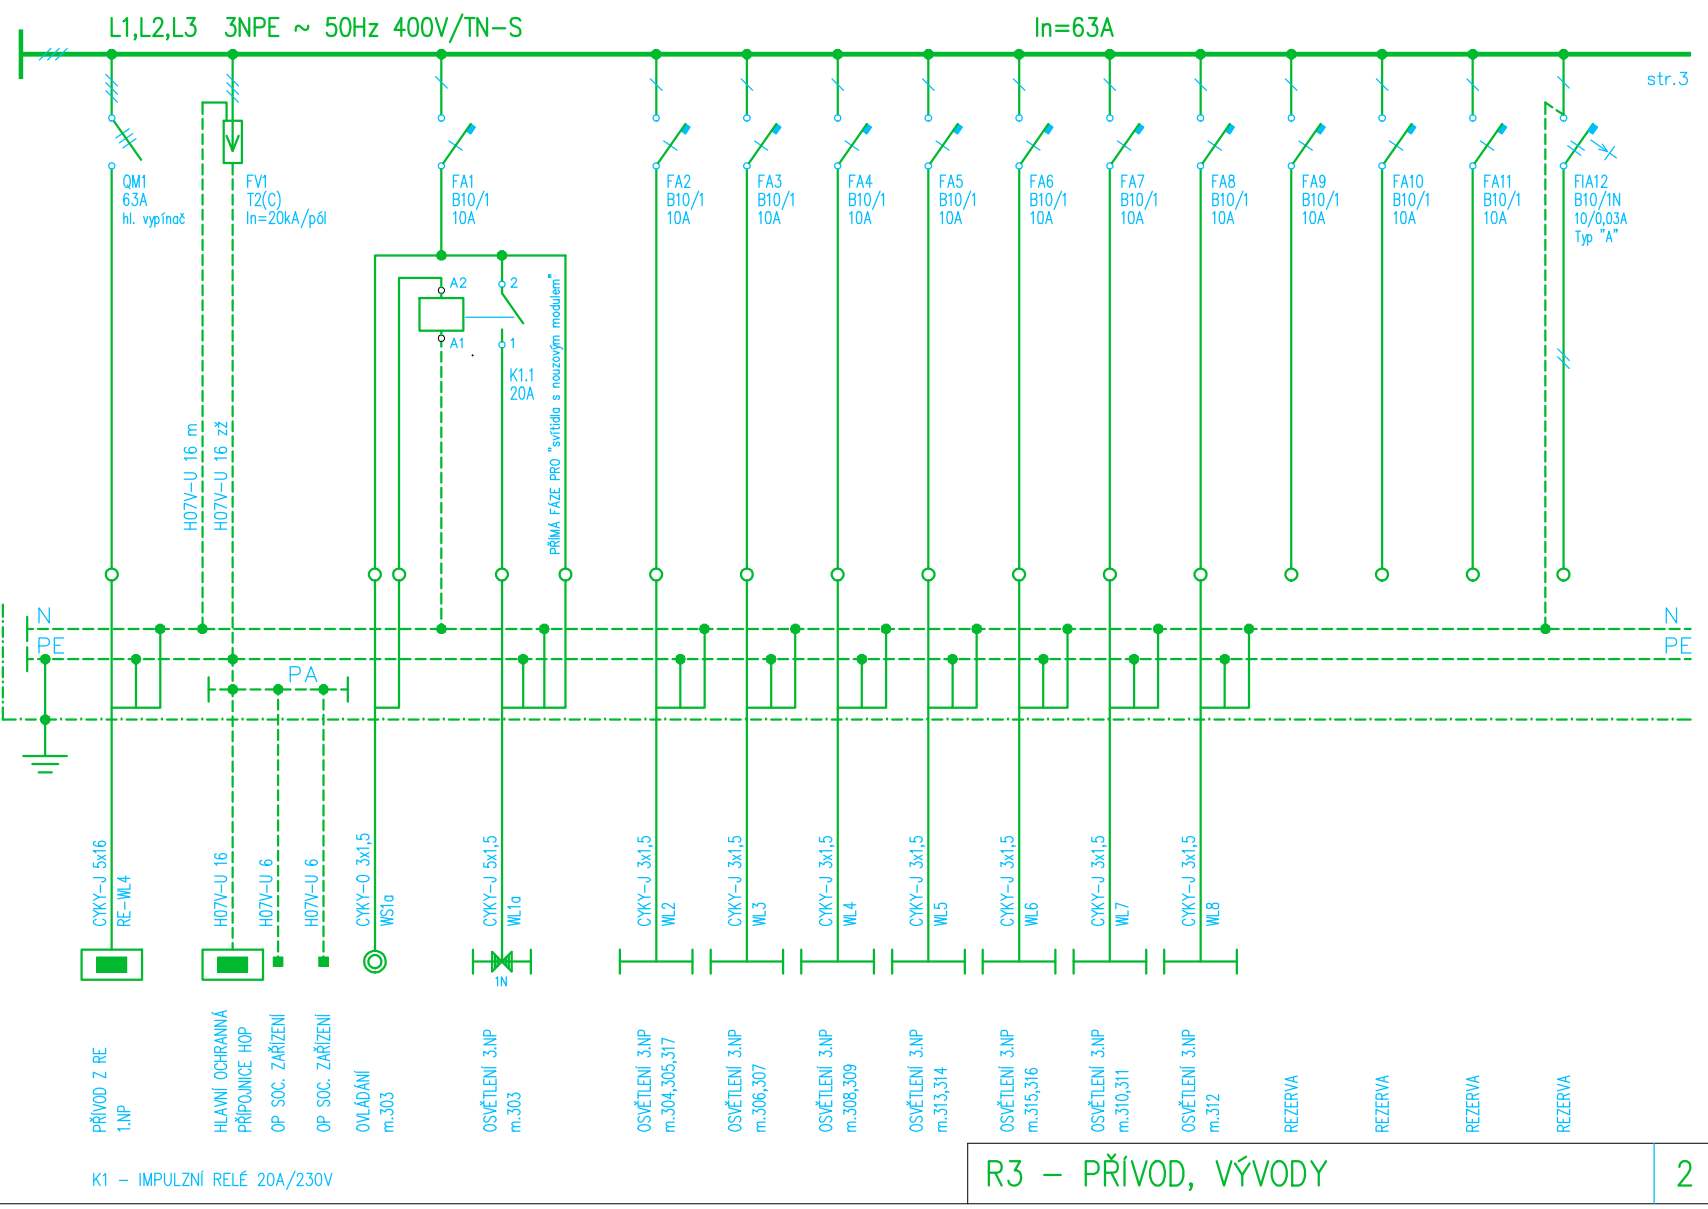 L1,L2,L3 3NPE ~ 50Hz 400V/TN-S
In=63A
str.3
QM1
63A
hl. vypínač
FV1
T2(C)
In=20kA/pól
FA1
B10/1
10A
FA2
B10/1
10A
FA3
B10/1
10A
FA4
B10/1
10A
FA5
B10/1
10A
FA6
B10/1
10A
FA7
B10/1
10A
FA8
B10/1
10A
FA9
B10/1
10A
FA10
B10/1
10A
FA11
B10/1
10A
FIA12
B10/1N
10/0,03A
Typ "A"
A2
A1
2
1
K1.1
20A
PŘÍMÁ FÁZE PRO "svítidla s nouzovým modulem"
H07V-U 16 m
H07V-U 16 zž
N
PE
PA
N
PE
CYKY-J 5x16
RE-WL4
H07V-U 16
H07V-U 6
H07V-U 6
CYKY-O 3x1,5
WS1a
CYKY-J 5x1,5
WL1a
CYKY-J 3x1,5
WL2
CYKY-J 3x1,5
WL3
CYKY-J 3x1,5
WL4
CYKY-J 3x1,5
WL5
CYKY-J 3x1,5
WL6
CYKY-J 3x1,5
WL7
CYKY-J 3x1,5
WL8
1N
PŘÍVOD Z RE
1.NP
HLAVNÍ OCHRANNÁ
PŘÍPOJNICE HOP
OP SOC. ZAŘÍZENÍ
OP SOC. ZAŘÍZENÍ
OVLÁDÁNÍ
m.303
OSVĚTLENÍ 3.NP
m.303
OSVĚTLENÍ 3.NP
m.304,305,317
OSVĚTLENÍ 3.NP
m.306,307
OSVĚTLENÍ 3.NP
m.308,309
OSVĚTLENÍ 3.NP
m.313,314
OSVĚTLENÍ 3.NP
m.315,316
OSVĚTLENÍ 3.NP
m.310,311
OSVĚTLENÍ 3.NP
m.312
REZERVA
REZERVA
REZERVA
REZERVA
K1 - IMPULZNÍ RELÉ 20A/230V
R3 - PŘÍVOD, VÝVODY
2